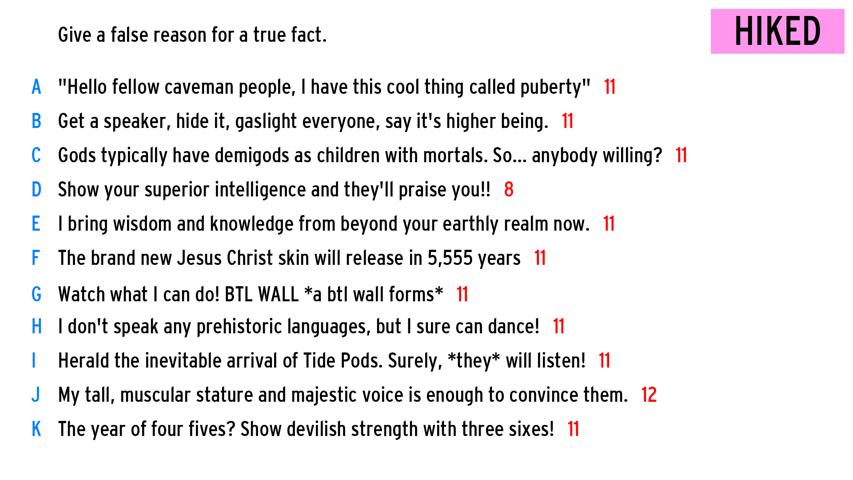 Give a false reason for a true fact.
HIKED
A "Hello fellow caveman people, I have this cool thing called puberty" 11
B Get a speaker, hide it, gaslight everyone, say it's higher being. 11
C Gods typically have demigods as children with mortals. So... anybody willing? 11
D Show your superior intelligence and they'll praise you!! 8
E I bring wisdom and knowledge from beyond your earthly realm now. 11
F The brand new Jesus Christ skin will release in 5,555 years 11
G Watch what I can do! BTL WALL *a btl wall forms* 11
H I don't speak any prehistoric languages, but I sure can dance! 11
I Herald the inevitable arrival of Tide Pods. Surely, *they* will listen! 11
J My tall, muscular stature and majestic voice is enough to convince them. 12
K The year of four fives? Show devilish strength with three sixes! 11